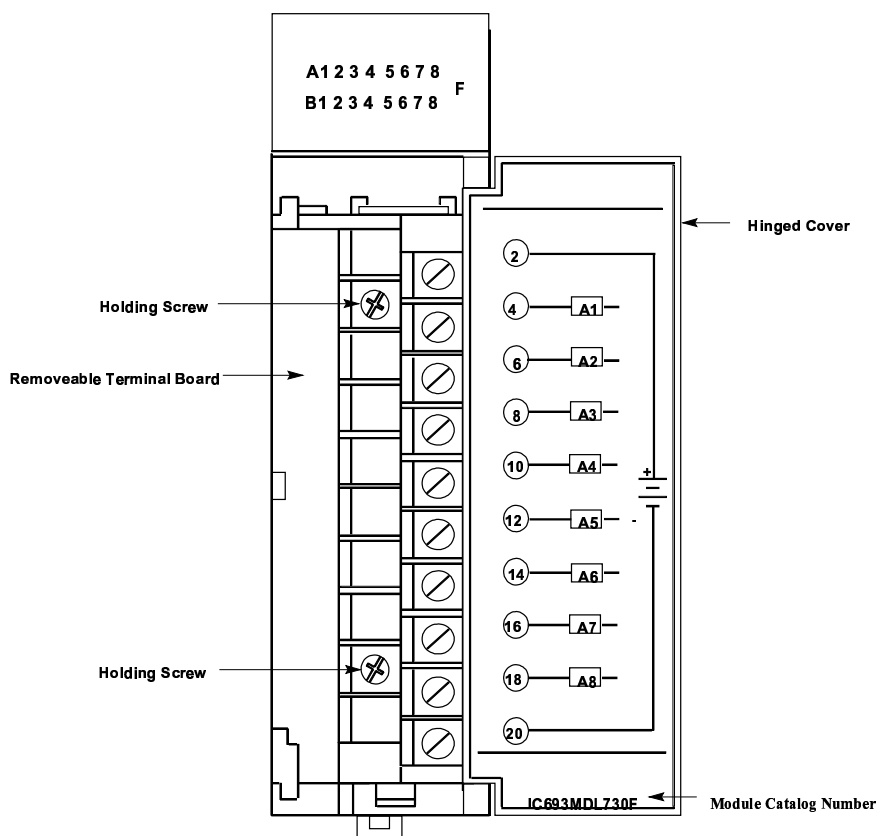 A1 2 3 4 5 6 7 8
F
B1 2 3 4 5 6 7 8
Hinged Cover
2
Holding Screw
4 A1
6 A2
Removeable Terminal Board
8 A3
10 A4
+
12 A5 -
14 A6
16 A7
Holding Screw
18 A8
20
IC693MDL730F
Module Catalog Number